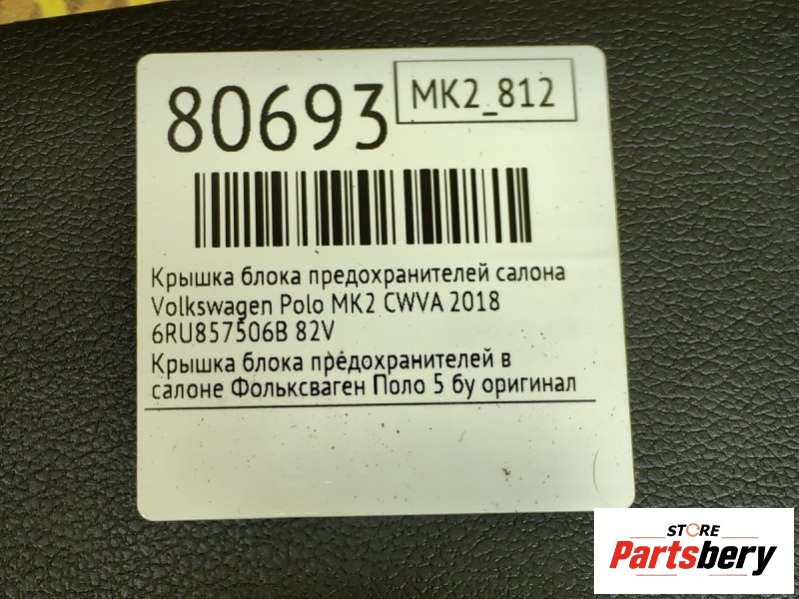 80693
MK2_812
Крышка блока предохранителей салона
Volkswagen Polo MK2 CWVA 2018
6RU857506B 82V
Крышка блока предохранителей в
салоне Фольксваген Поло 5 бу оригинал
STORE
Partsbery